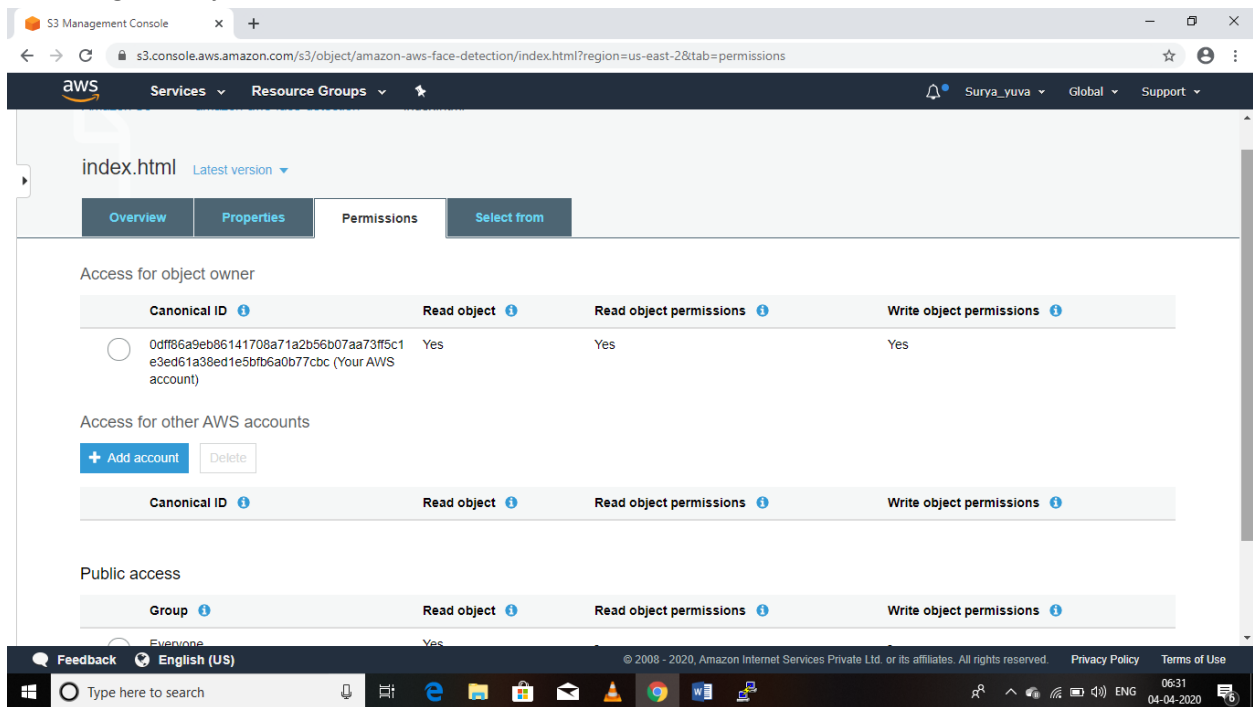 S3 Management Console
s3.console.aws.amazon.com/s3/object/amazon-aws-face-detection/index.html?region=us-east-2&tab=permissions
aws Services Resource Groups Surya_yuva Global Support
index.html Latest version
Overview Properties Permissions Select from
Access for object owner
Canonical ID Read object Read object permissions Write object permissions
0dff86a9eb86141708a71a2b56b07aa73ff5c1 Yes Yes Yes
e3ed61a38ed1e5bfb6a0b77cbc (Your AWS
account)
Access for other AWS accounts
+ Add account Delete
Canonical ID Read object Read object permissions Write object permissions
Public access
Group Read object Read object permissions Write object permissions
Everyone Yes - -
Feedback English (US) © 2008 - 2020, Amazon Internet Services Private Ltd. or its affiliates. All rights reserved. Privacy Policy Terms of Use
Type here to search ENG 06:31
04-04-2020 6